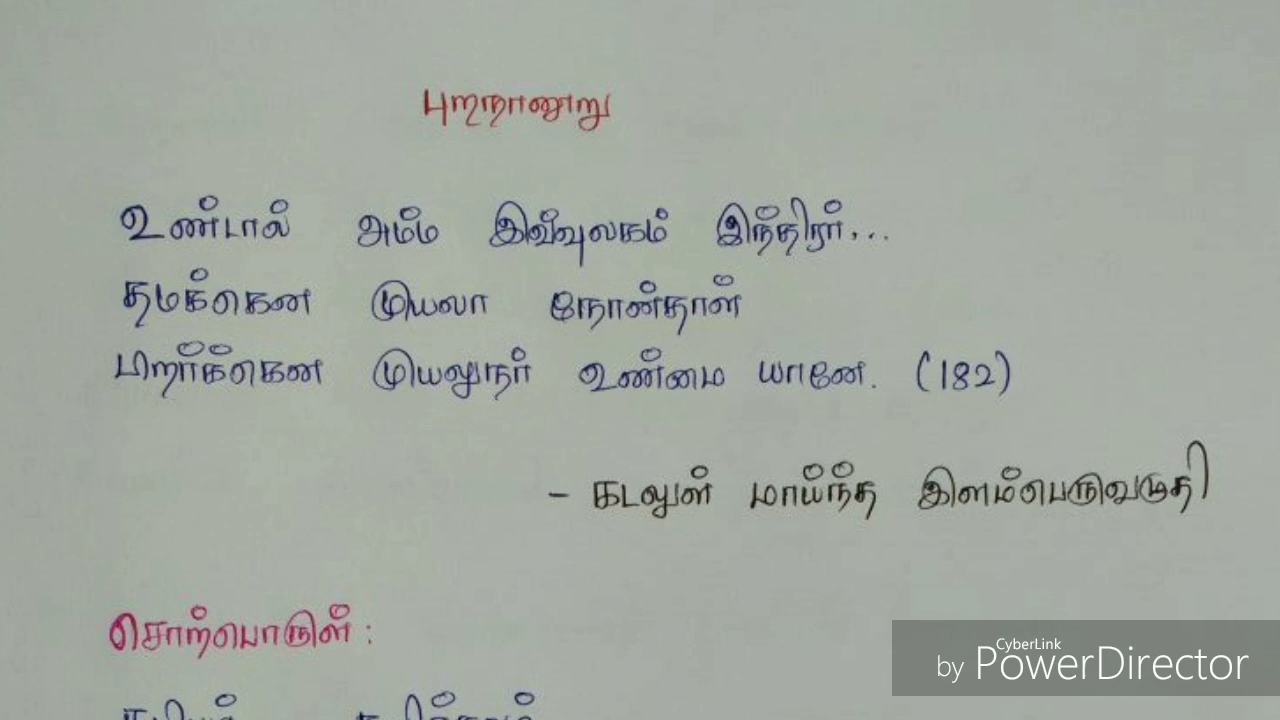 புறநானூறு
உண்டால் அம்ம இவ்வுலகம் இந்திரர்...
தமக்கென முயலா நோன்தாள்
பிறர்க்கென முயலுநர் உண்மை யானே. (182)
- கடலுள் மாய்ந்த இளம்பெருவழுதி
சொற்பொருள் :
CyberLink
by PowerDirector